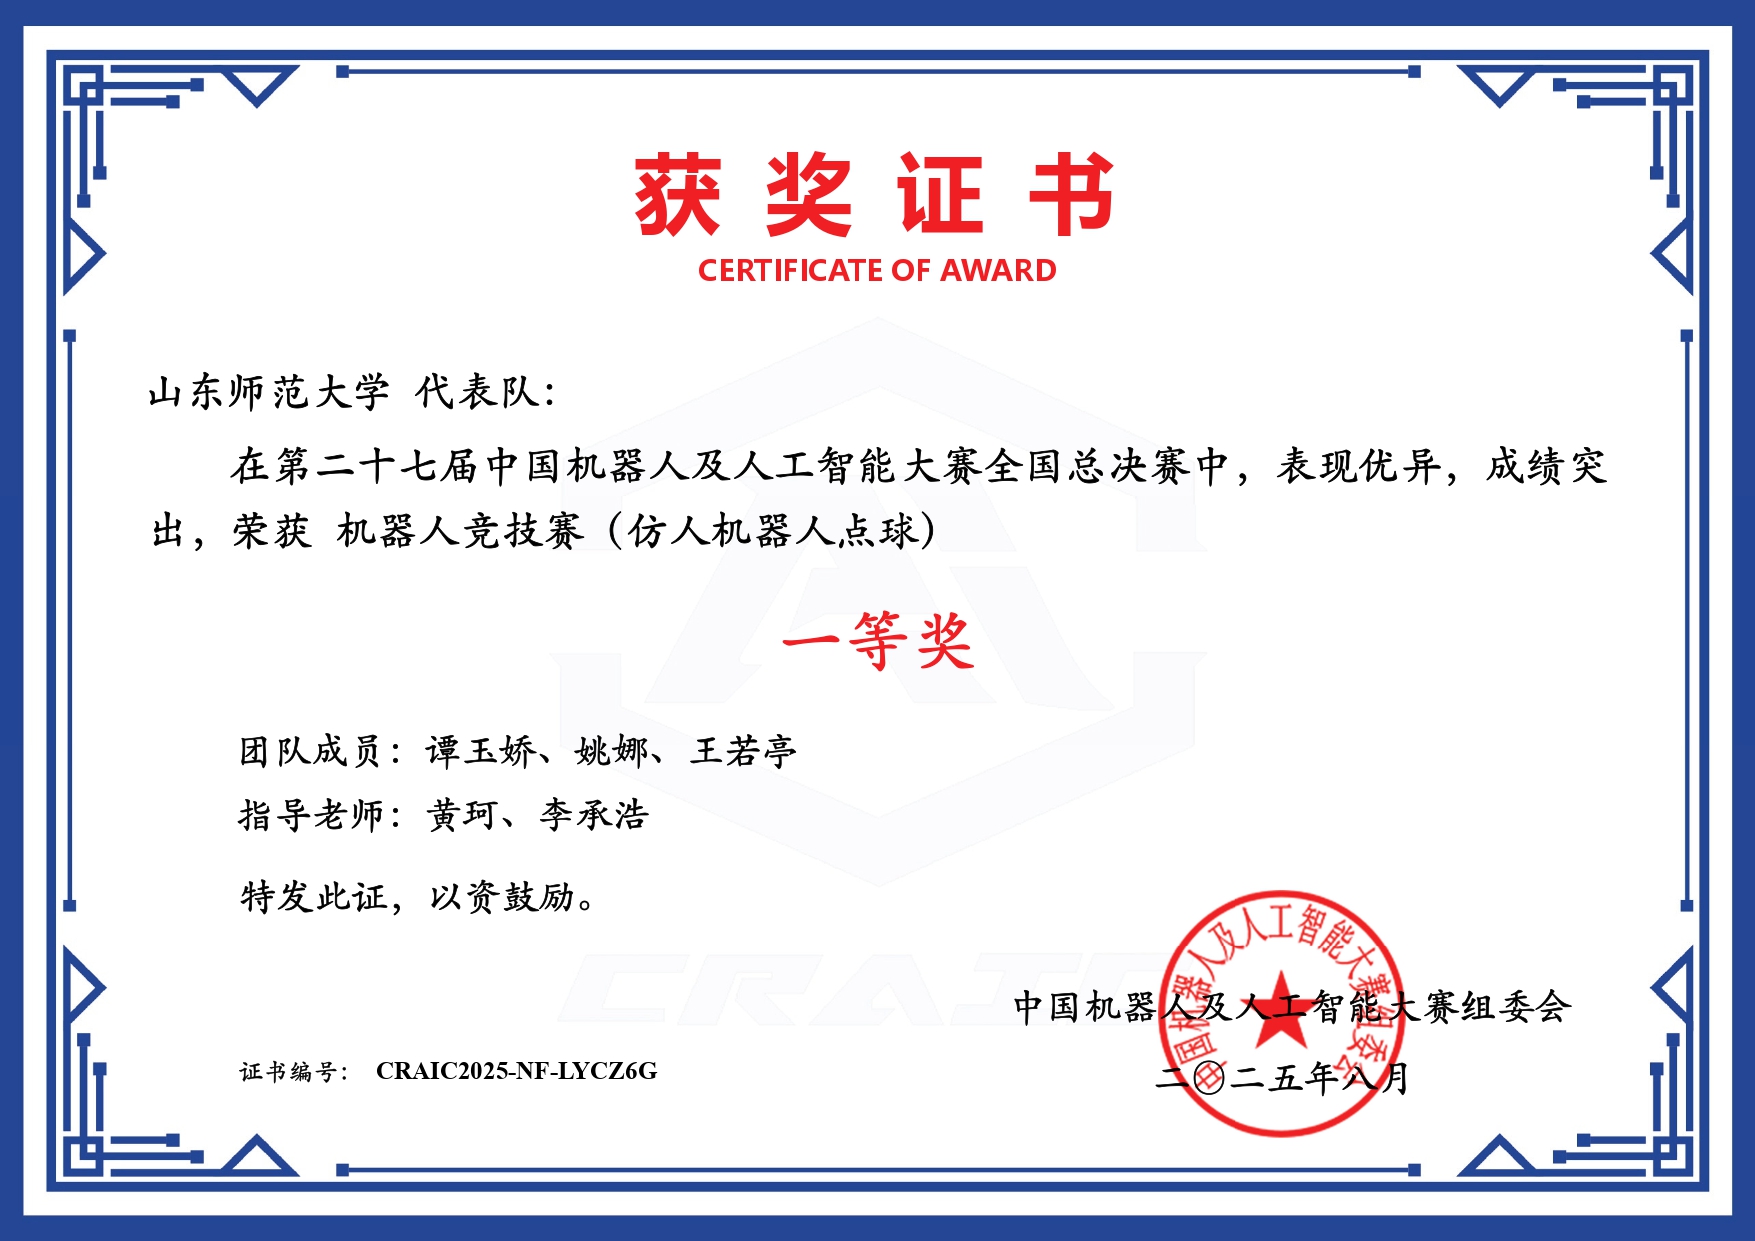 获奖证书
CERTIFICATE OF AWARD
山东师范大学 代表队：
在第二十七届中国机器人及人工智能大赛全国总决赛中，表现优异，成绩突
出，荣获 机器人竞技赛（仿人机器人点球）
一等奖
团队成员：谭玉娇、姚娜、王若亭
指导老师：黄珂、李承浩
特发此证，以资鼓励。
CRAIC
中国机器人及人工智能大赛组委会
中国机器人及人工智能大赛组委会
证书编号： CRAIC2025-NF-LYCZ6G
二〇二五年八月